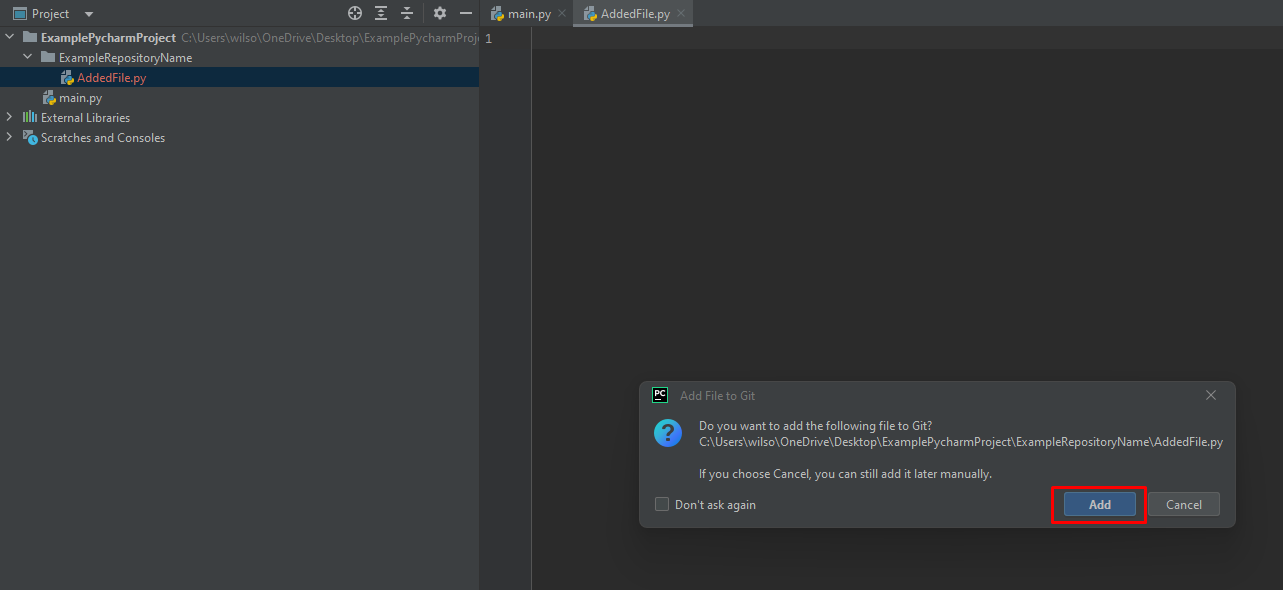 Project
main.py
AddedFile.py
ExamplePycharmProject C:\Users\wilso\OneDrive\Desktop\ExamplePycharmProje
1
ExampleRepositoryName
AddedFile.py
main.py
External Libraries
Scratches and Consoles
PC
Add File to Git
?
Do you want to add the following file to Git?
C:\Users\wilso\OneDrive\Desktop\ExamplePycharmProject\ExampleRepositoryName\AddedFile.py
If you choose Cancel, you can still add it later manually.
Don't ask again
Add
Cancel